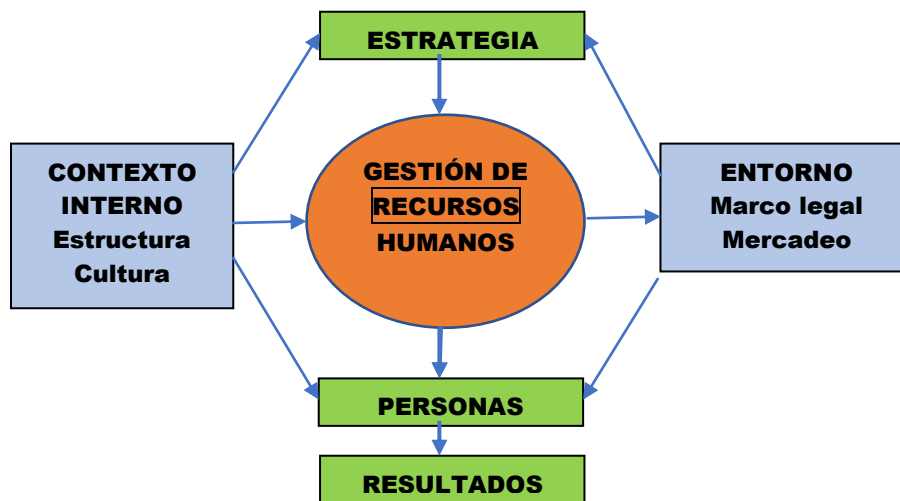 ESTRATEGIA
CONTEXTO
INTERNO
Estructura
Cultura
GESTIÓN DE
RECURSOS
HUMANOS
ENTORNO
Marco legal
Mercadeo
PERSONAS
RESULTADOS